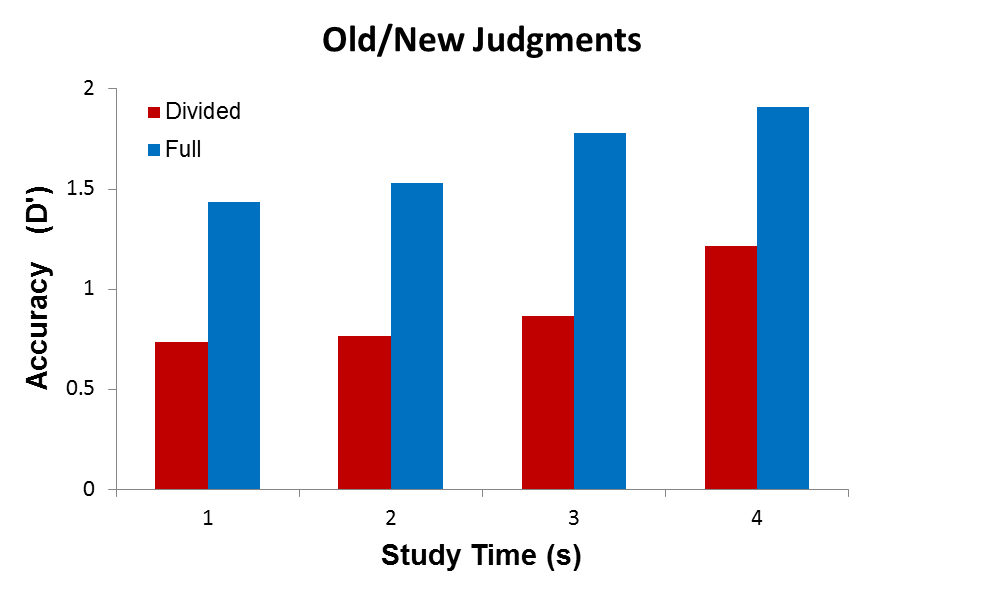 Old/New Judgments
Divided
Full
2
1.5
1
0.5
0
Accuracy (D')
1 2 3 4
Study Time (s)